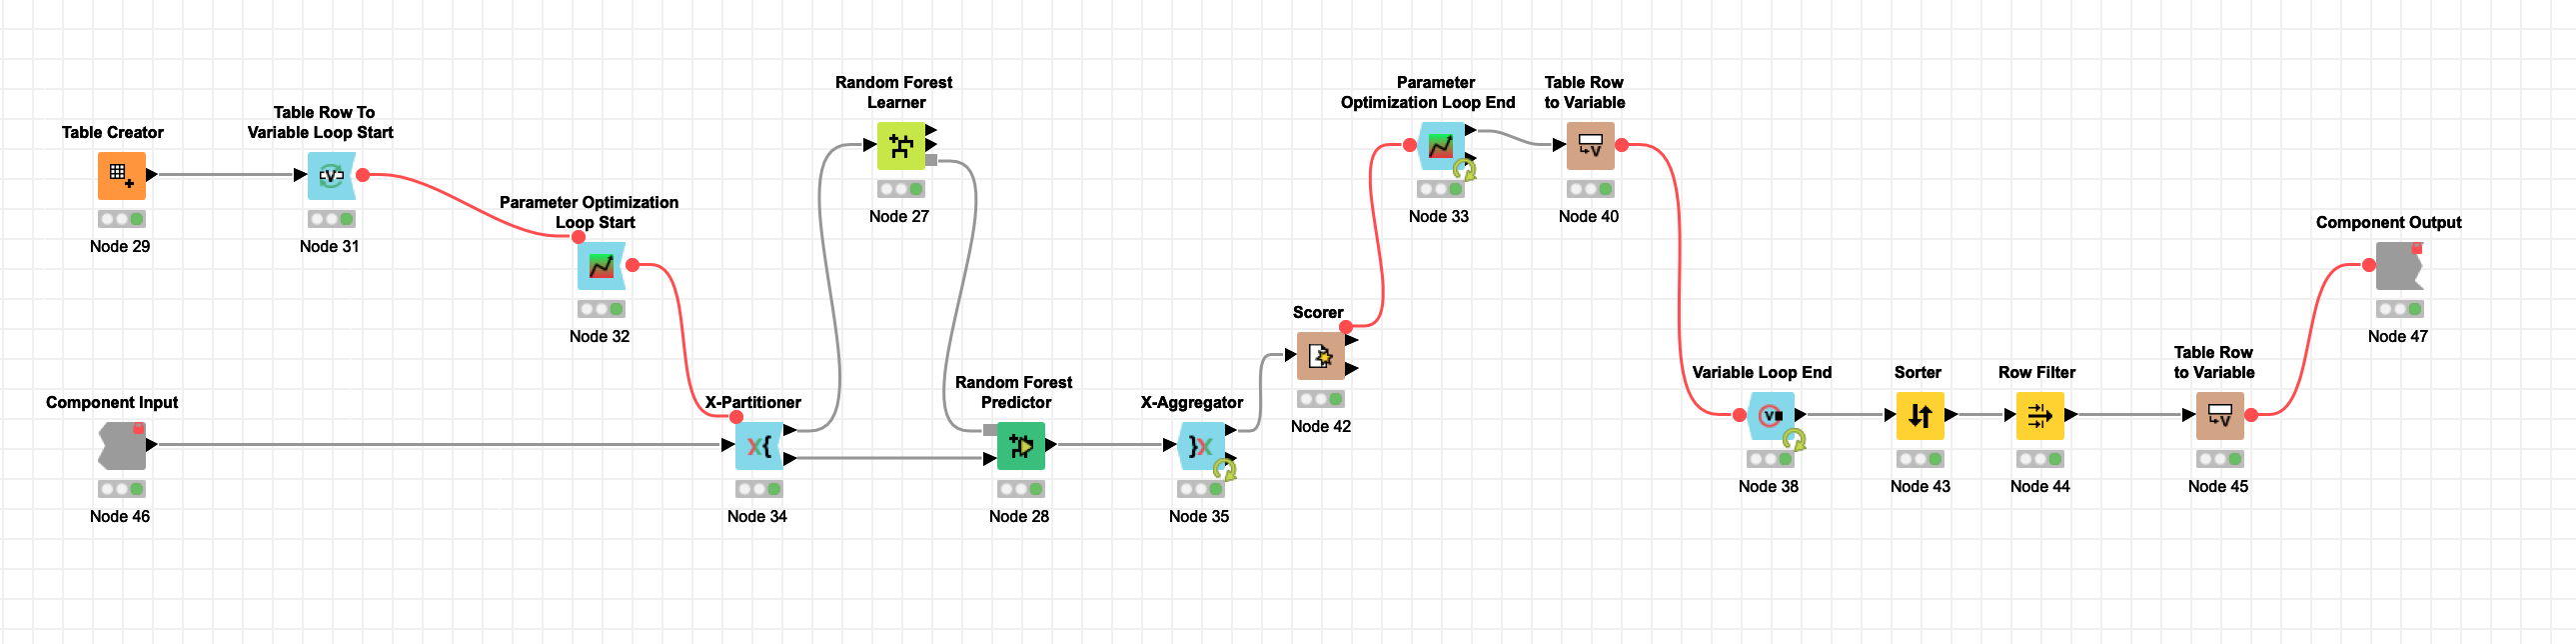 Table Creator
Node 29
Table Row To
Variable Loop Start
Node 31
Parameter Optimization
Loop Start
Node 32
Component Input
Node 46
X-Partitioner
Node 34
Random Forest
Learner
Node 27
Random Forest
Predictor
Node 28
X-Aggregator
Node 35
Scorer
Node 42
Parameter
Optimization Loop End
Node 33
Table Row
to Variable
Node 40
Variable Loop End
Node 38
Sorter
Node 43
Row Filter
Node 44
Table Row
to Variable
Node 45
Component Output
Node 47